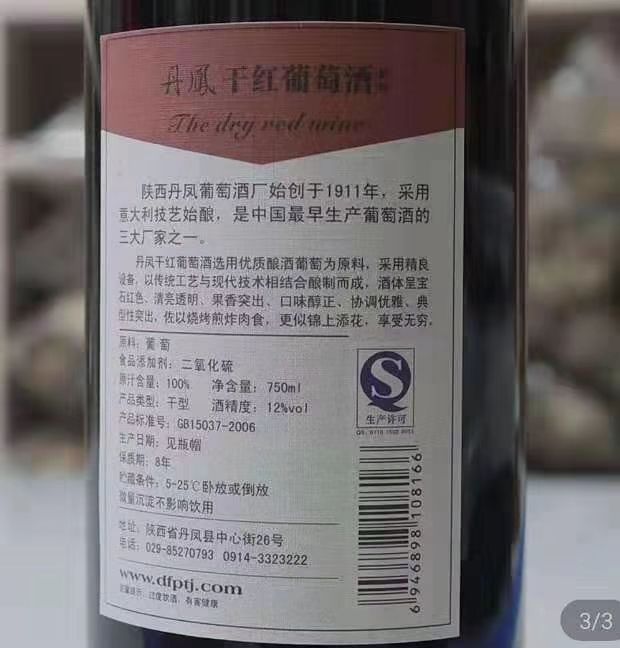 丹鳳干红葡萄酒
The dry red wine
陕西丹凤葡萄酒厂始创于1911年，采用
意大利技艺始酿，是中国最早生产葡萄酒的
三大厂家之一。
丹凤干红葡萄酒选用优质酿酒葡萄为原料，采用精良
设备，以传统工艺与现代技术相结合酿制而成，酒体呈宝
石红色、清亮透明、果香突出、口味醇正、协调优雅、典
型性突出，佐以烧烤煎炸肉食，更似锦上添花，享受无穷。
原料：葡萄
食品添加剂：二氧化硫
原汁含量：100% 净含量：750ml
产品类型：干型 酒精度：12%vol
产品标准号：GB15037-2006
生产日期：见瓶帽
保质期：8年
贮藏条件：5-25℃卧放或倒放
微量沉淀不影响饮用
地址：陕西省丹凤县中心街26号
电话：029-85270793 0914-3323222
www.dfptj.com
温馨提示：过度饮酒，有害健康
生产许可
6946898108166
3/3